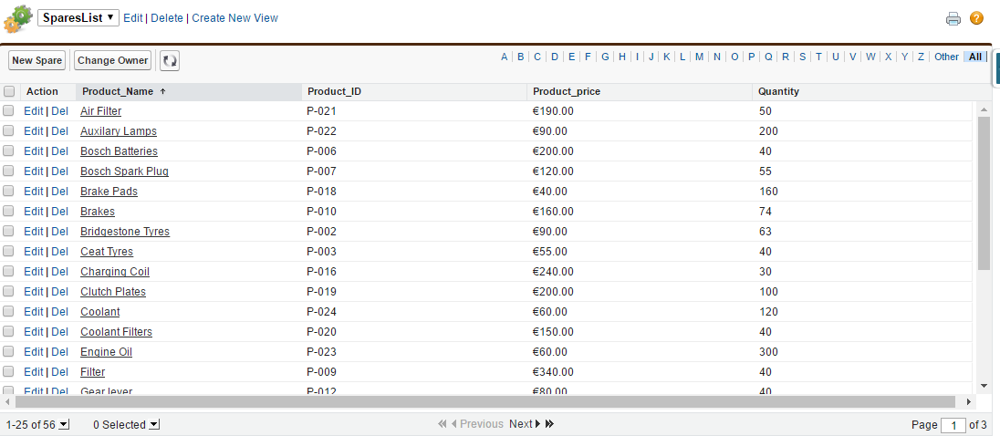 SparesList ▼ Edit | Delete | Create New View
New Spare Change Owner A B C D E F G H I J K L M N O P Q R S T U V W X Y Z Other All
Action Product_Name ↑ Product_ID Product_price Quantity
Edit | Del Air Filter P-021 €190.00 50
Edit | Del Auxilary Lamps P-022 €90.00 200
Edit | Del Bosch Batteries P-006 €200.00 40
Edit | Del Bosch Spark Plug P-007 €120.00 55
Edit | Del Brake Pads P-018 €40.00 160
Edit | Del Brakes P-010 €160.00 74
Edit | Del Bridgestone Tyres P-002 €90.00 63
Edit | Del Ceat Tyres P-003 €55.00 40
Edit | Del Charging Coil P-016 €240.00 30
Edit | Del Clutch Plates P-019 €200.00 100
Edit | Del Coolant P-024 €60.00 120
Edit | Del Coolant Filters P-020 €150.00 40
Edit | Del Engine Oil P-023 €60.00 300
Edit | Del Filter P-009 €340.00 40
Edit | Del Gear lever P-012 €80.00 40
1-25 of 56 0 Selected Previous Next Page 1 of 3